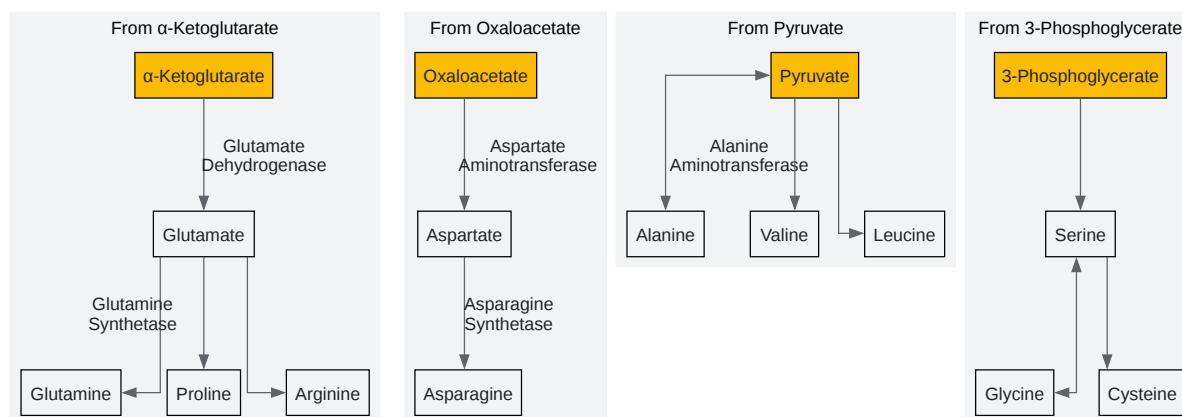 From α-Ketoglutarate
α-Ketoglutarate
Glutamate
Dehydrogenase
Glutamate
Glutamine
Synthetase
Glutamine
Proline
Arginine
From Oxaloacetate
Oxaloacetate
Aspartate
Aminotransferase
Aspartate
Asparagine
Synthetase
Asparagine
From Pyruvate
Pyruvate
Alanine
Aminotransferase
Alanine
Valine
Leucine
From 3-Phosphoglycerate
3-Phosphoglycerate
Serine
Glycine
Cysteine